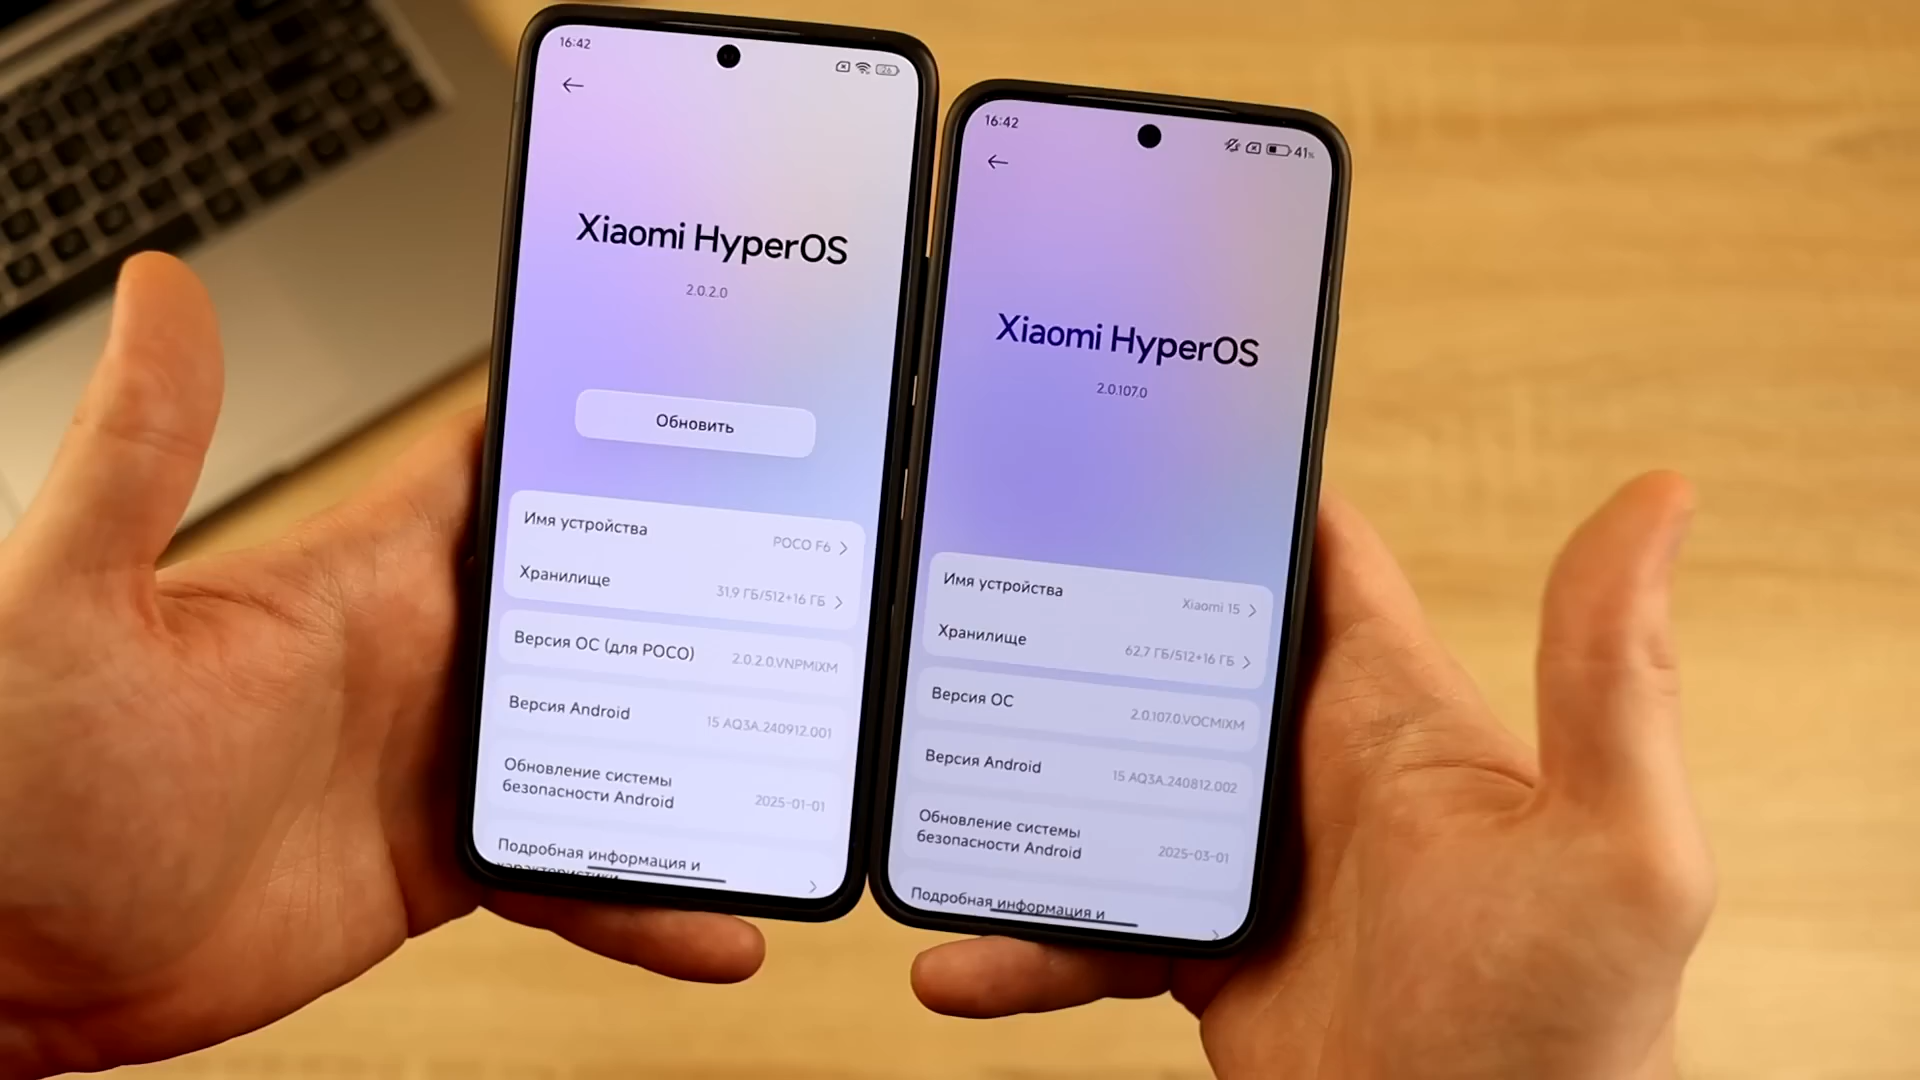 16:42
26
Xiaomi HyperOS
2.0.2.0
Обновить
Имя устройства
POCO F6
Хранилище
31,9 ГБ/512+16 ГБ
Версия ОС (для POCO)
2.0.2.0.VNPMIXM
Версия Android
15 AQ3A.240912.001
Обновление системы
безопасности Android
2025-01-01
Подробная информация и
характеристики
16:42
41%
Xiaomi HyperOS
2.0.107.0
Имя устройства
Xiaomi 15
Хранилище
62,7 ГБ/512+16 ГБ
Версия ОС
2.0.107.0.VOCMIXM
Версия Android
15 AQ3A.240812.002
Обновление системы
безопасности Android
2025-03-01
Подробная информация и